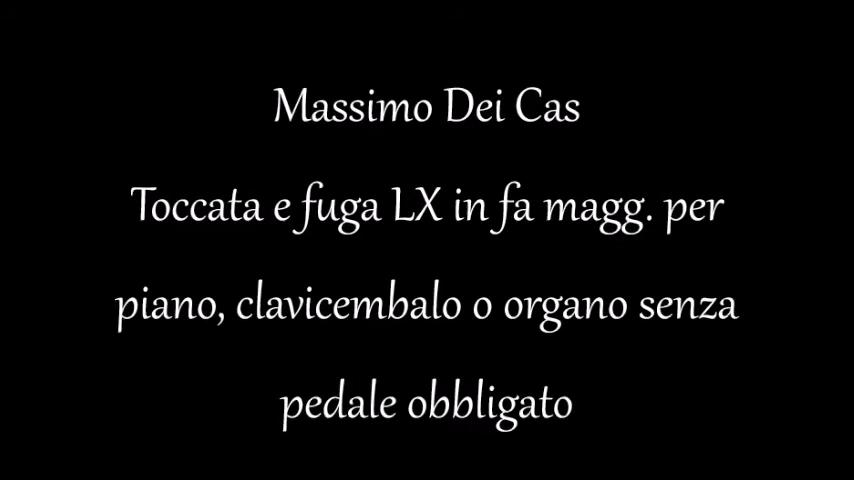 Massimo Dei Cas
Toccata e fuga LX in fa magg. per
piano, clavicembalo o organo senza
pedale obbligato